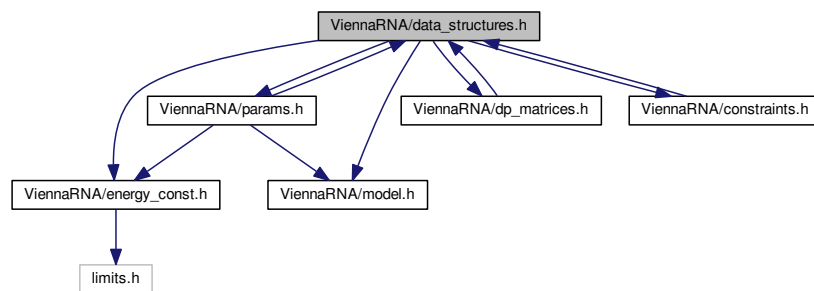 ViennaRNA/data_structures.h
ViennaRNA/params.h
ViennaRNA/dp_matrices.h
ViennaRNA/constraints.h
ViennaRNA/energy_const.h
ViennaRNA/model.h
limits.h